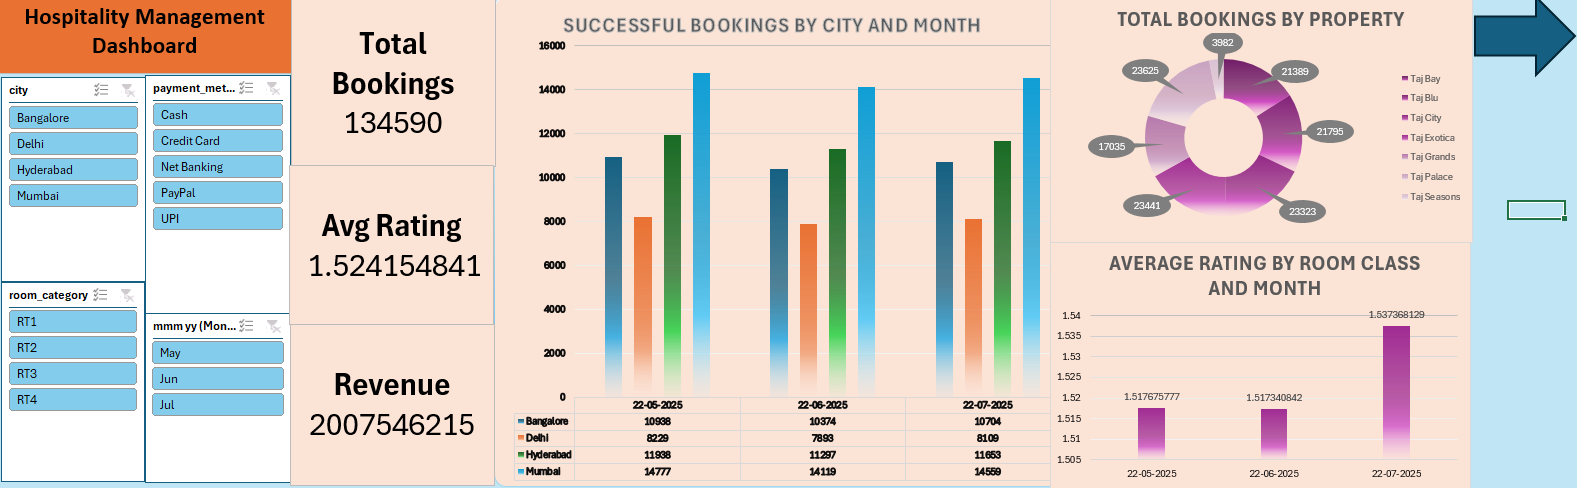 Hospitality Management
Dashboard
city
Bangalore
Delhi
Hyderabad
Mumbai
payment_met...
Cash
Credit Card
Net Banking
PayPal
UPI
room_category
RT1
RT2
RT3
RT4
mmm yy (Mon...
May
Jun
Jul
Total
Bookings
134590
Avg Rating
1.524154841
Revenue
2007546215
SUCCESSFUL BOOKINGS BY CITY AND MONTH
16000
14000
12000
10000
8000
6000
4000
2000
0
22-05-2025 22-06-2025 22-07-2025
Bangalore 10938 10374 10704
Delhi 8229 7893 8109
Hyderabad 11938 11297 11653
Mumbai 14777 14119 14559
TOTAL BOOKINGS BY PROPERTY
3982
23625
21389
17035
21795
23441
23323
Taj Bay
Taj Blu
Taj City
Taj Exotica
Taj Grands
Taj Palace
Taj Seasons
AVERAGE RATING BY ROOM CLASS
AND MONTH
1.54
1.535
1.53
1.525
1.52
1.515
1.51
1.505
1.517675777
1.517340842
1.537368129
22-05-2025 22-06-2025 22-07-2025